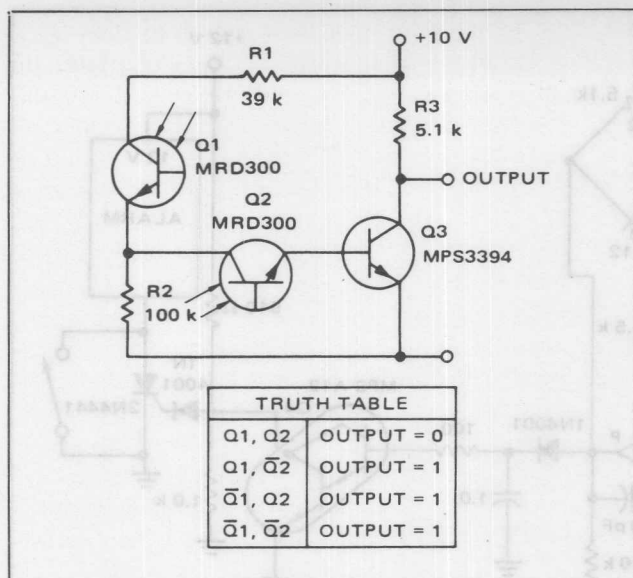 +10 V
R1
39 k
R3
5.1 k
Q1
MRD300
OUTPUT
Q2
MRD300
Q3
MPS3394
R2
100 k
TRUTH TABLE
Q1, Q2 OUTPUT = 0
Q1, Q̅2 OUTPUT = 1
Q̅1, Q2 OUTPUT = 1
Q̅1, Q̅2 OUTPUT = 1